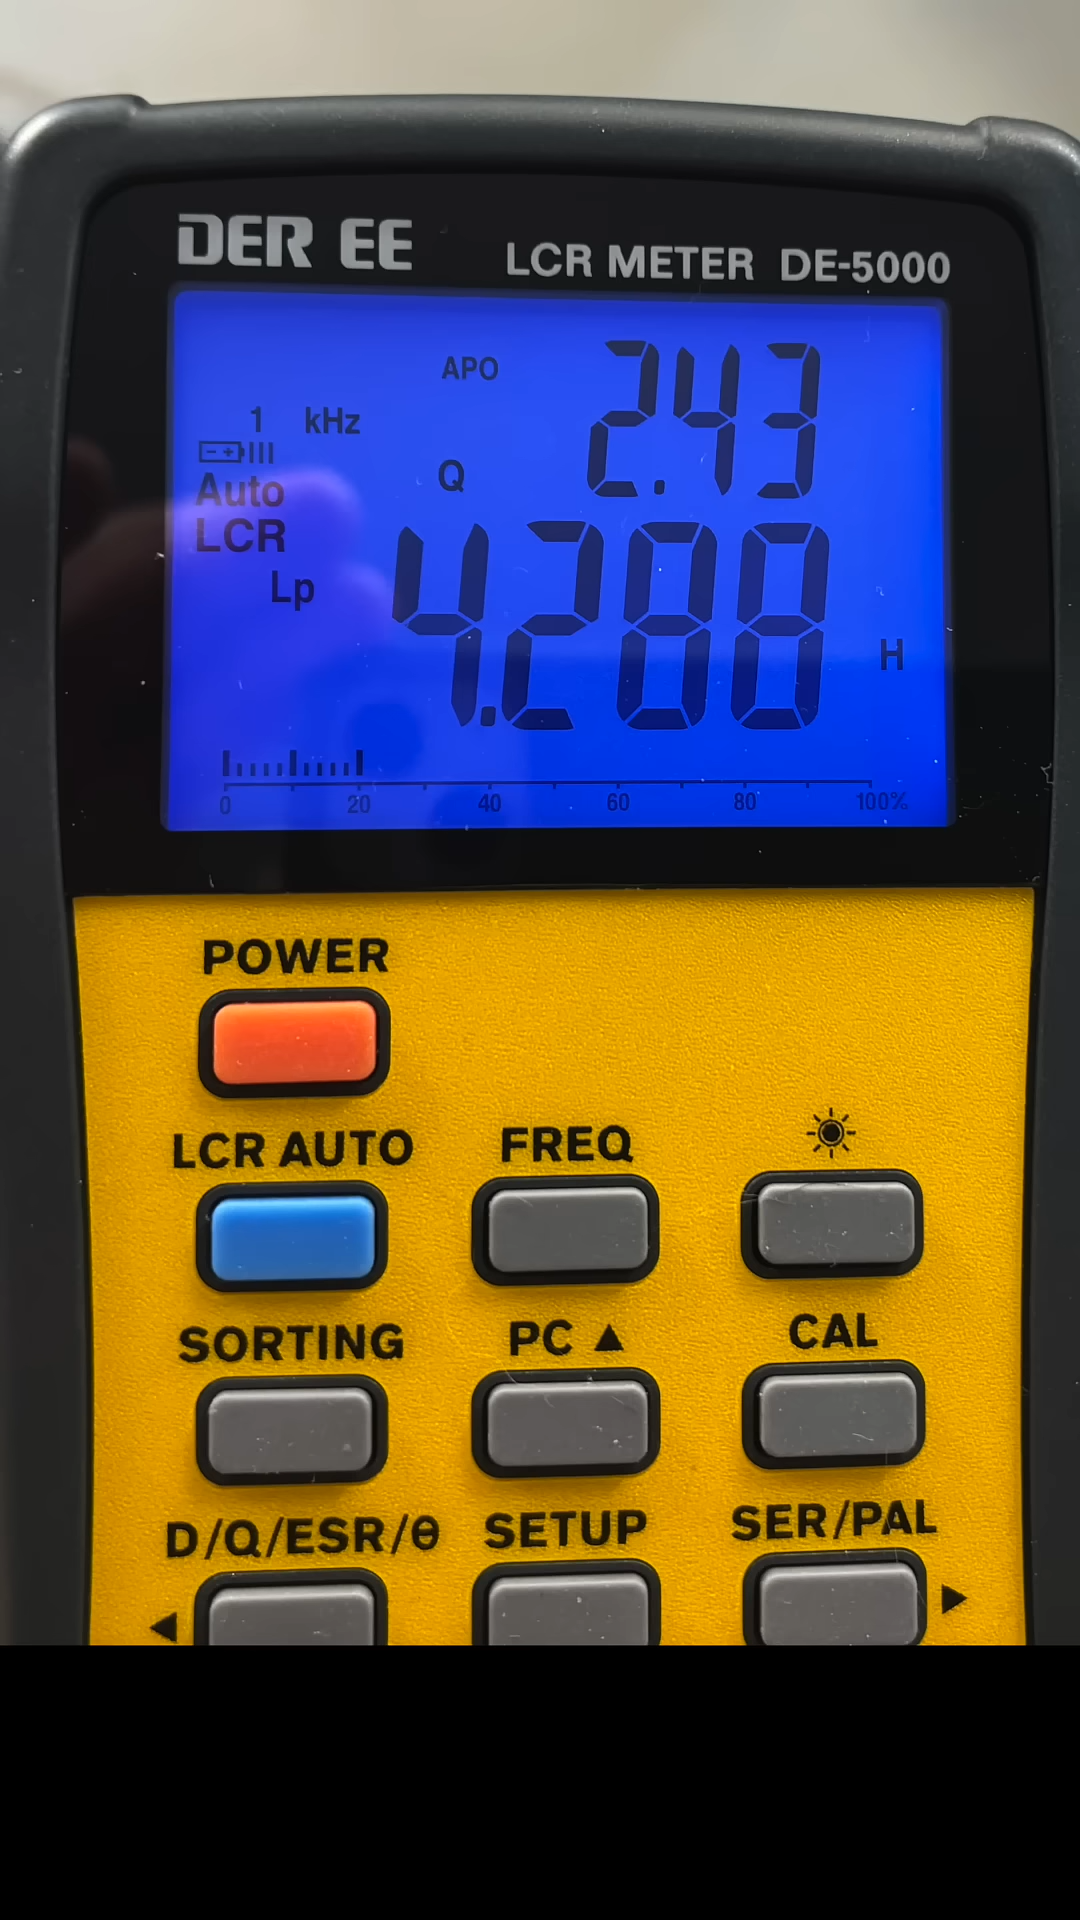 DER EE LCR METER DE-5000
APO 2.43
1 kHz
Q
Auto
LCR
Lp 4.288 H
0 20 40 60 80 100%
POWER
LCR AUTO FREQ
SORTING PC ▲ CAL
D/Q/ESR/θ SETUP SER/PAL